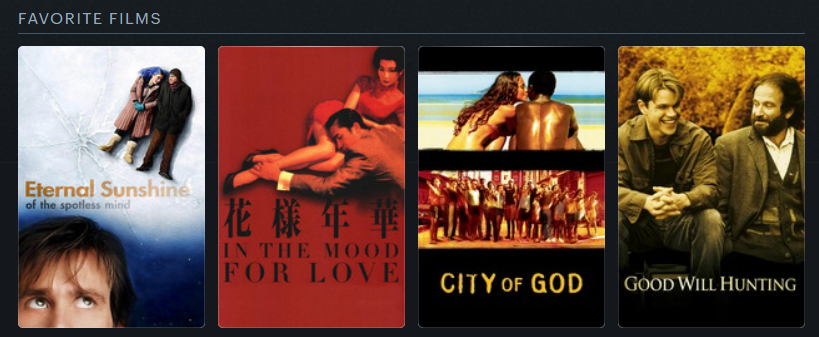 FAVORITE FILMS
Eternal Sunshine
of the spotless mind
花 樣 年 華
IN THE MOOD
FOR LOVE
CITY OF GOD
GOOD WILL HUNTING